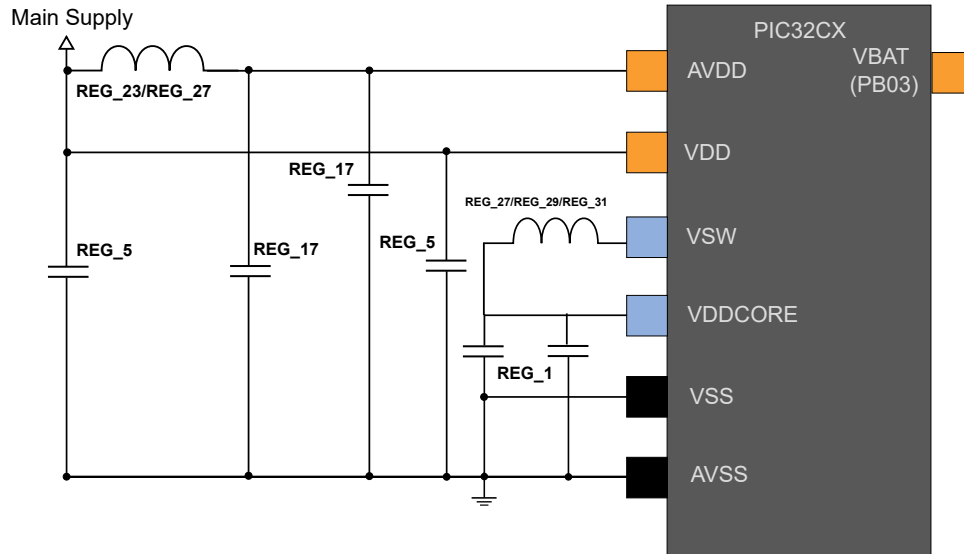 Main Supply
PIC32CX
VBAT
(PB03)
AVDD
REG_23/REG_27
VDD
REG_17
REG_27/REG_29/REG_31
VSW
REG_5
REG_17
REG_5
VDDCORE
REG_1
VSS
AVSS